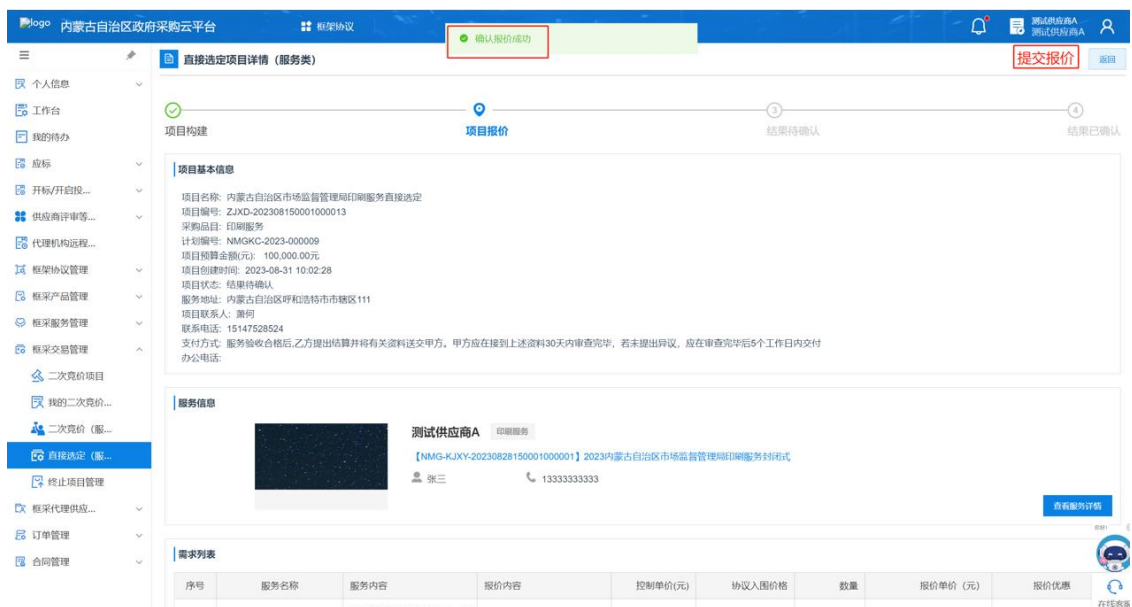 logo 内蒙古自治区政府采购云平台
框架协议
确认报价成功
测试供应商A
测试供应商A
直接选定项目详情（服务类）
提交报价
返回
个人信息
工作台
我的待办
应标
开标/开启投...
供应商评审等...
代理机构远程...
框架协议管理
框采产品管理
框采服务管理
框采交易管理
二次竞价项目
我的二次竞价...
二次竞价（服...
直接选定（服...
终止项目管理
框采代理供应...
订单管理
合同管理
项目构建
项目报价
3
结果待确认
4
结果已确认
项目基本信息
项目名称: 内蒙古自治区市场监督管理局印刷服务直接选定
项目编号: ZJXD-202308150001000013
采购品目: 印刷服务
计划编号: NMGKC-2023-000009
项目预算金额(元): 100,000.00元
项目创建时间: 2023-08-31 10:02:28
项目状态: 结果待确认
服务地址: 内蒙古自治区呼和浩特市市辖区111
项目联系人: 萧何
联系电话: 15147528524
支付方式: 服务验收合格后,乙方提出结算并将有关资料送交甲方。甲方应在接到上述资料30天内审查完毕，若未提出异议，应在审查完毕后5个工作日内交付
办公电话:
服务信息
测试供应商A 印刷服务
【NMG-KJXY-20230828150001000001】2023内蒙古自治区市场监督管理局印刷服务封闭式
张三 13333333333
查看服务详情
需求列表
序号 服务名称 服务内容 报价内容 控制单价(元) 协议入围价格 数量 报价单价（元） 报价优惠
在线客服